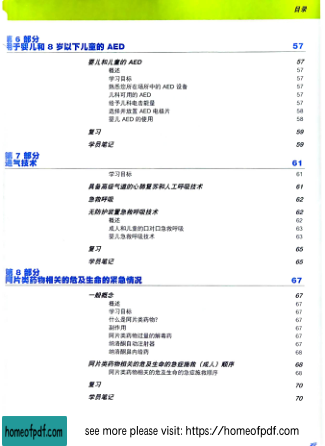 目录
第 6 部分
用于婴儿和 8 岁以下儿童的 AED 57
婴儿和儿童的 AED 57
概述 57
学习目标 57
熟悉您所在场所中的 AED 设备 57
儿科可用的 AED 57
给予儿科电击能量 57
选择并放置 AED 电极片 58
婴儿 AED 的使用 58
复习 59
学员笔记 59
第 7 部分
通气技术 61
学习目标 61
具备高级气道的心肺复苏和人工呼吸技术 61
急救呼吸 62
无防护装置急救呼吸技术 62
概述 62
成人和儿童的口对口急救呼吸 63
婴儿急救呼吸技术 63
复习 65
学员笔记 65
第 8 部分
阿片类药物相关的危及生命的紧急情况 67
一般概念 67
概述 67
学习目标 67
什么是阿片类药物? 67
副作用 67
阿片类药物过量的解毒药 67
纳洛酮自动注射器 67
纳洛酮鼻内给药 68
阿片类药物相关的危及生命的急症施救（成人）顺序 68
阿片类药物相关的危及生命的急症施救顺序 68
复习 70
学员笔记 70
homeofpdf.com
see more please visit: https://homeofpdf.com